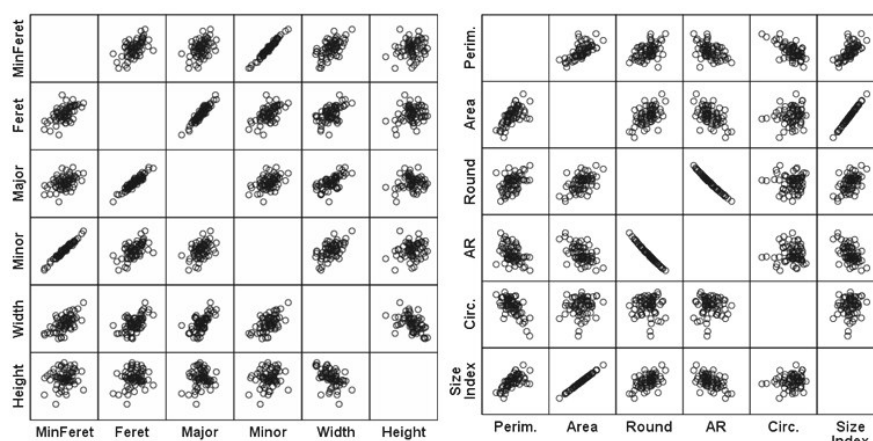 MinFeret
Feret
Major
Minor
Width
Height
MinFeret Feret Major Minor Width Height
Perim.
Area
Round
AR
Circ.
Size
Index
Perim. Area Round AR Circ. Size
Index